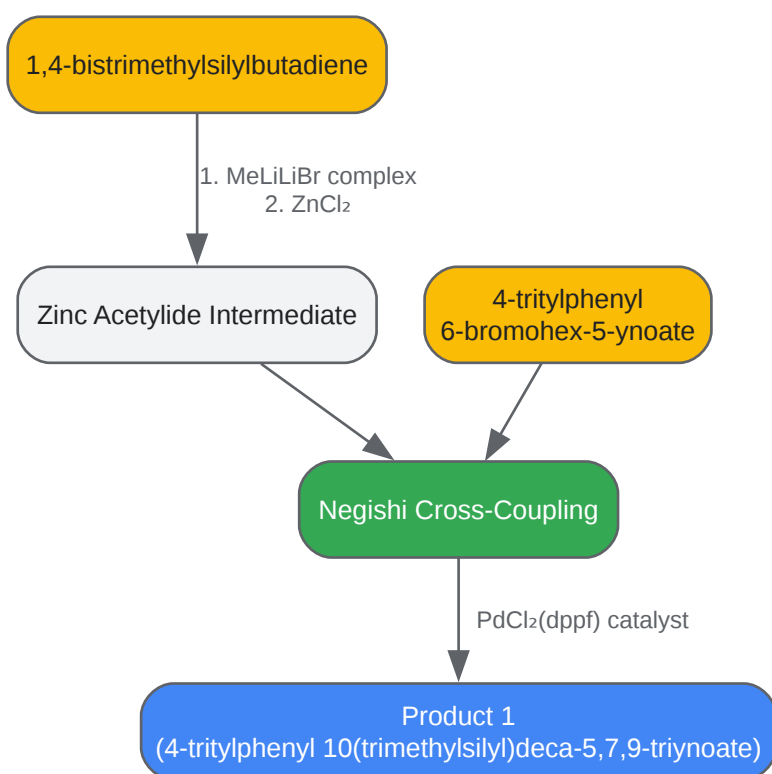 1,4-bistrimethylsilylbutadiene
1. MeLiLiBr complex
2. ZnCl₂
Zinc Acetylide Intermediate
4-tritylphenyl
6-bromohex-5-ynoate
Negishi Cross-Coupling
PdCl₂(dppf) catalyst
Product 1
(4-tritylphenyl 10(trimethylsilyl)deca-5,7,9-triynoate)